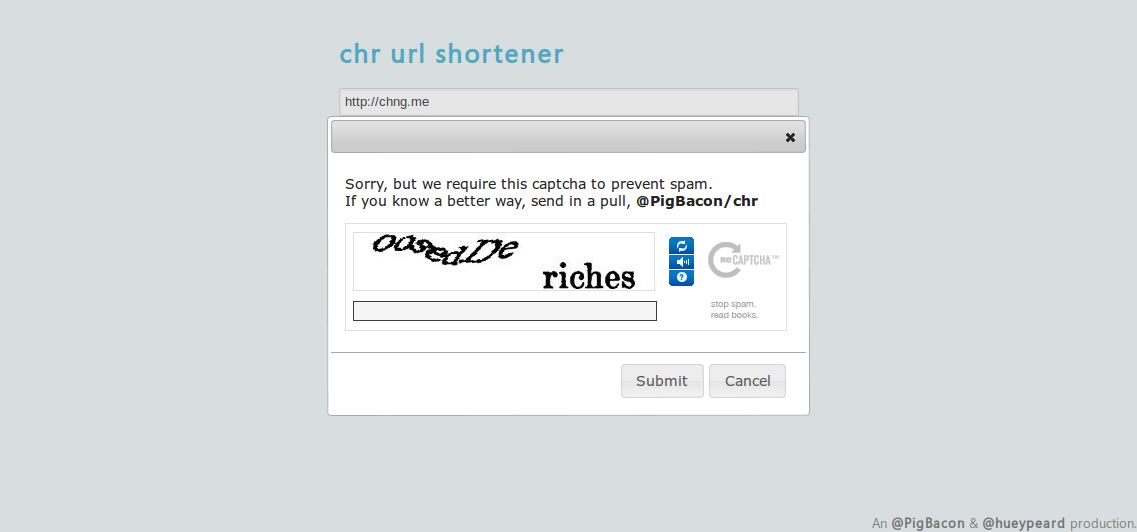 chr url shortener
http://chng.me
Sorry, but we require this captcha to prevent spam.
If you know a better way, send in a pull, @PigBacon/chr
riches
reCAPTCHA™
stop spam.
read books.
Submit Cancel
An @PigBacon & @hueypeard production.